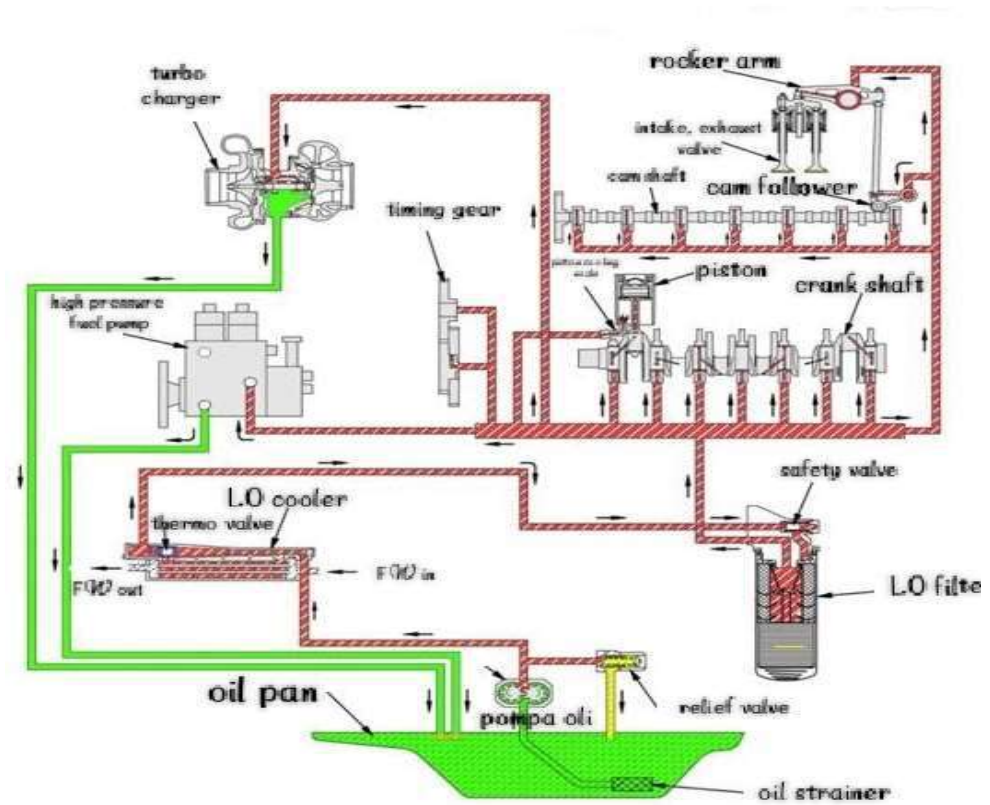 turbo
charger
rocker arm
intake, exhaust
valve
cam shaft
cam follower
timing gear
piston
crank shaft
high pressure
fuel pump
safety valve
L.O cooler
thermo valve
FW out
FW in
L.O filte
oil pan
pompa oli
relief valve
oil strainer